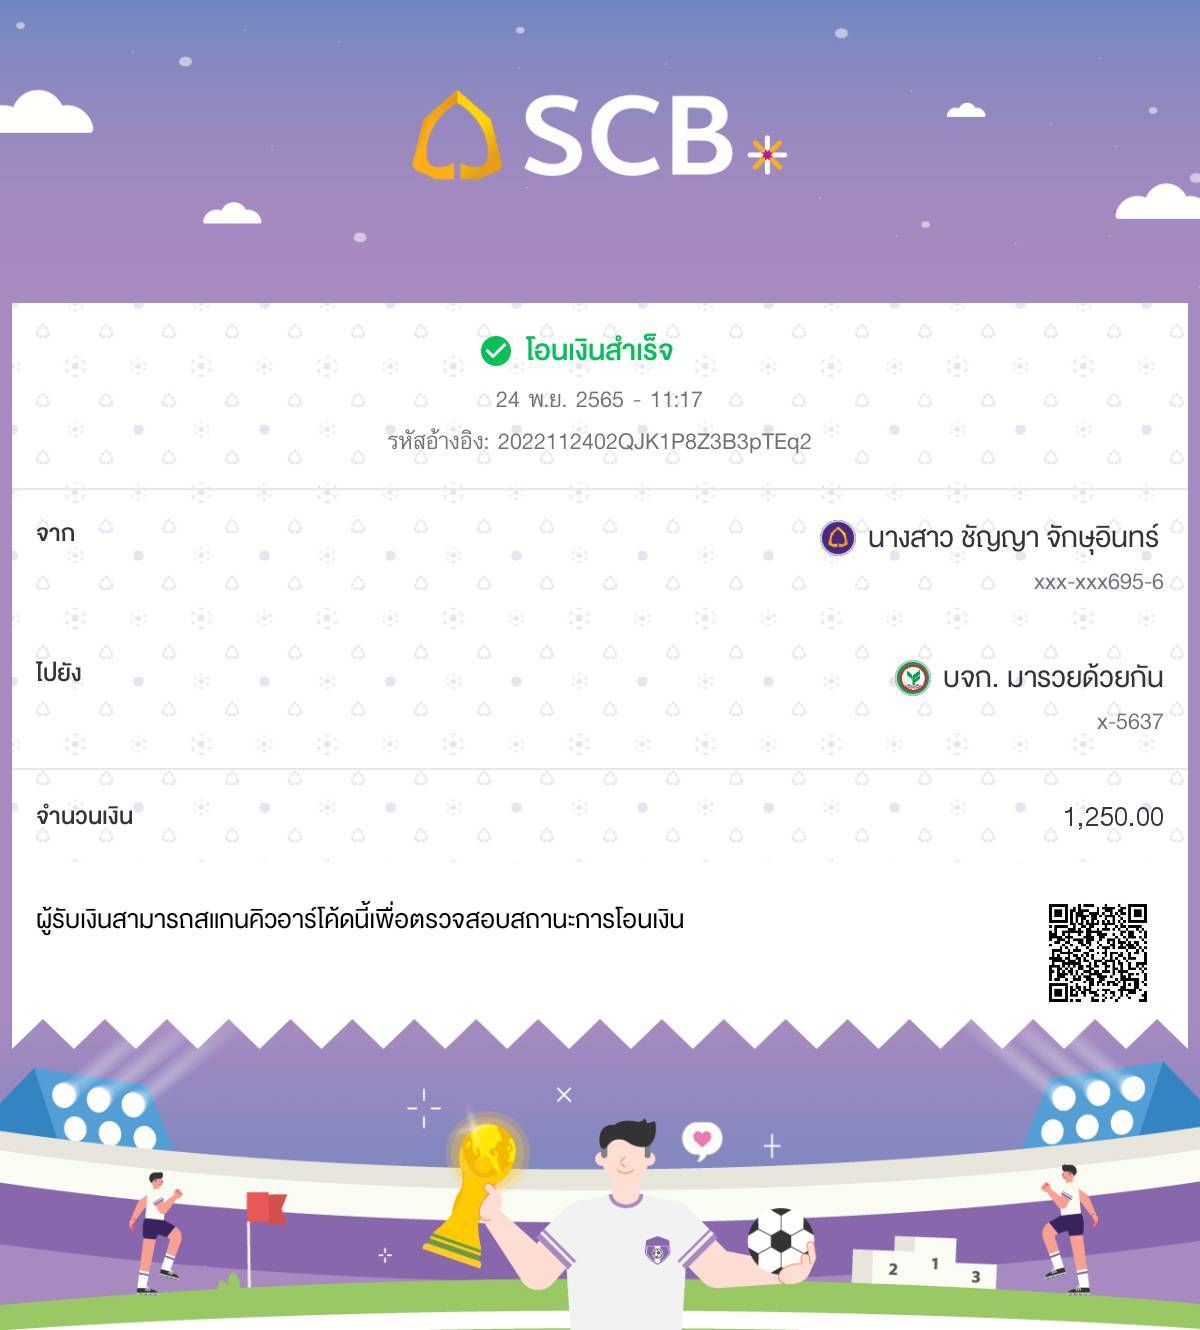 SCB
โอนเงินสำเร็จ
24 พ.ย. 2565 - 11:17
รหัสอ้างอิง: 2022112402QJK1P8Z3B3pTEq2
จาก
นางสาว ชัญญา จักษุอินทร์
xxx-xxx695-6
ไปยัง
บจก. มารวยด้วยกัน
x-5637
จำนวนเงิน
1,250.00
ผู้รับเงินสามารถสแกนคิวอาร์โค้ดนี้เพื่อตรวจสอบสถานะการโอนเงิน
2 1 3